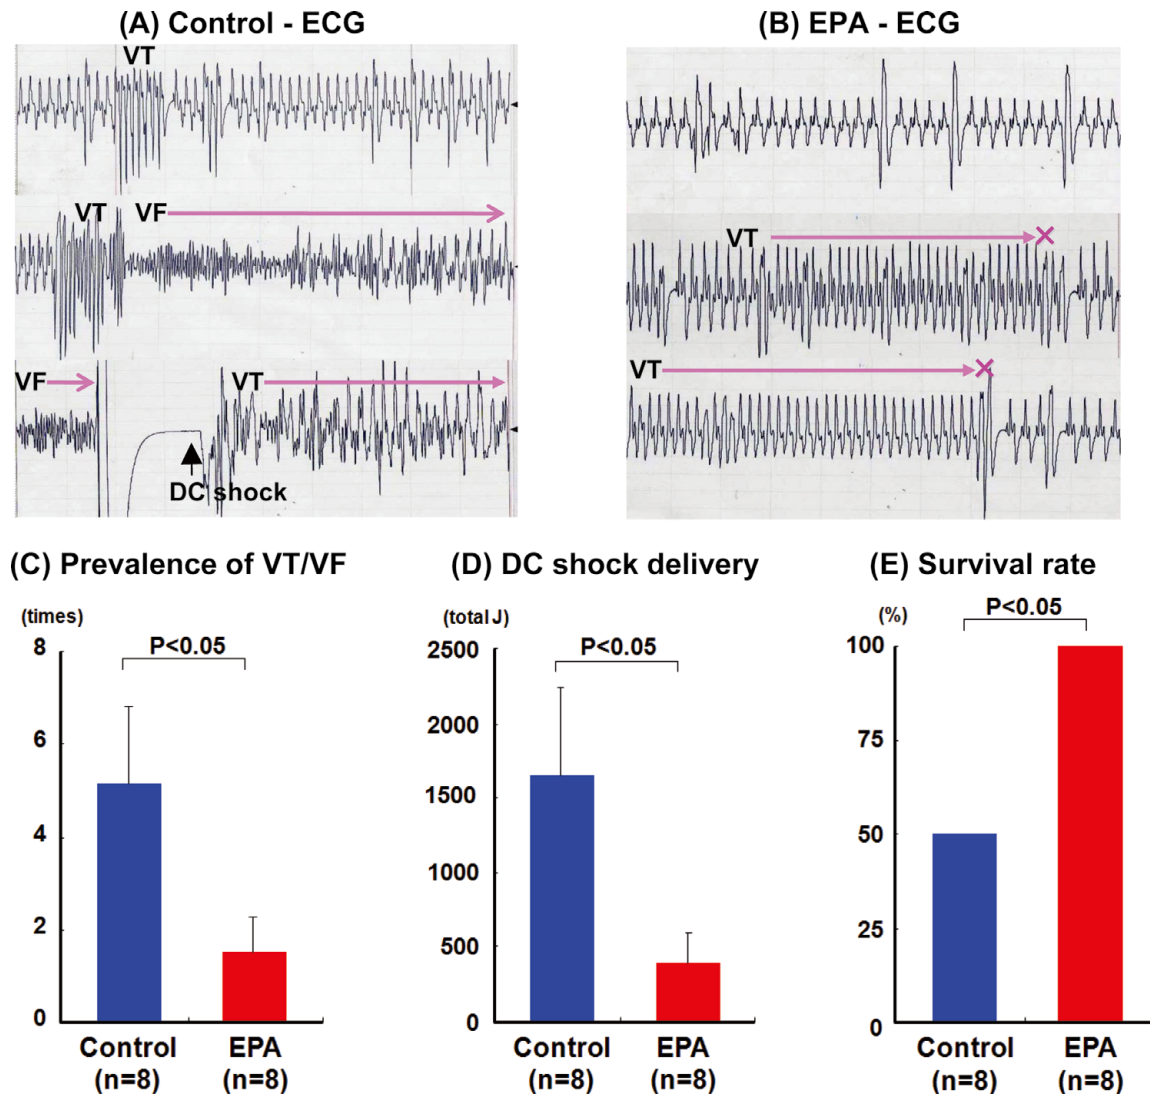 (A) Control - ECG
VT
VT VF
VF VT
DC shock
(B) EPA - ECG
VT
VT
(C) Prevalence of VT/VF
(times)
P<0.05
8
6
4
2
0
Control EPA
(n=8) (n=8)
(D) DC shock delivery
(total J)
P<0.05
2500
2000
1500
1000
500
0
Control EPA
(n=8) (n=8)
(E) Survival rate
(%)
P<0.05
100
75
50
25
0
Control EPA
(n=8) (n=8)